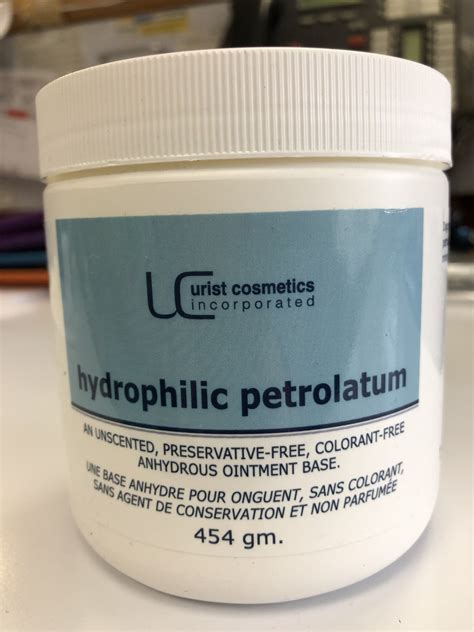 UC urist cosmetics
incorporated
hydrophilic petrolatum
AN UNSCENTED, PRESERVATIVE-FREE, COLORANT-FREE
ANHYDROUS OINTMENT BASE.
UNE BASE ANHYDRE POUR ONGUENT, SANS COLORANT,
SANS AGENT DE CONSERVATION ET NON PARFUMÉE
454 gm.